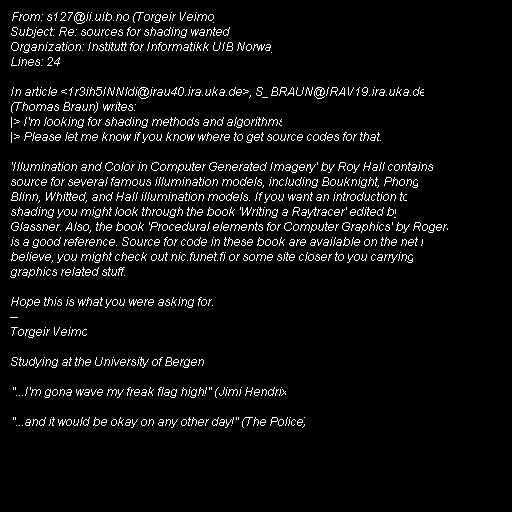 From: s127@ii.uib.no (Torgeir Veimo)
Subject: Re: sources for shading wanted
Organization: Institutt for Informatikk UIB Norway
Lines: 24
In article <1r3ih5INNldi@irau40.ira.uka.de>, S_BRAUN@IRAV19.ira.uka.de
(Thomas Braun) writes:
|> I'm looking for shading methods and algorithms.
|> Please let me know if you know where to get source codes for that.
'Illumination and Color in Computer Generated Imagery' by Roy Hall contains
source for several famous illumination models, including Bouknight, Phong,
Blinn, Whitted, and Hall illumination models. If you want an introduction to
shading you might look through the book 'Writing a Raytracer' edited by
Glassner. Also, the book 'Procedural elements for Computer Graphics' by Rogers
is a good reference. Source for code in these book are available on the net i
believe, you might check out nic.funet.fi or some site closer to you carrying
graphics related stuff.
Hope this is what you were asking for.
--
Torgeir Veimo
Studying at the University of Bergen
"...I'm gona wave my freak flag high!" (Jimi Hendrix)
"...and it would be okay on any other day!" (The Police)